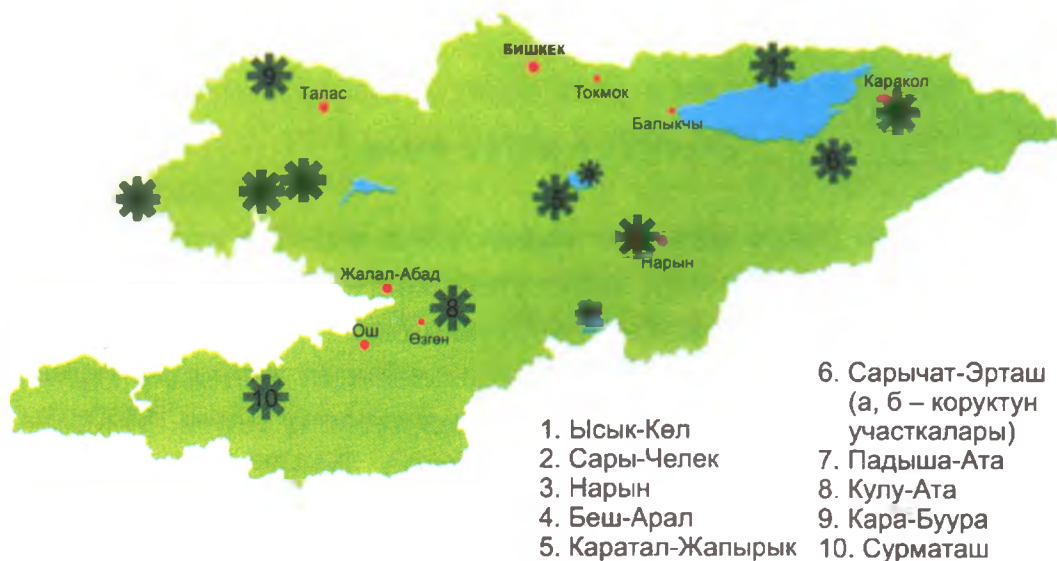 БИШКЕК
9
1
Каракол
Талас
Токмок
Балыкчы
Нарын
Жалал-Абад
8
Өзгөн
Ош
10
1. Ысык-Көл
2. Сары-Челек
3. Нарын
4. Беш-Арал
5. Каратал-Жапырык
6. Сарычат-Эрташ
(а, б – коруктун
участкалары)
7. Падыша-Ата
8. Кулу-Ата
9. Кара-Буура
10. Сурматаш